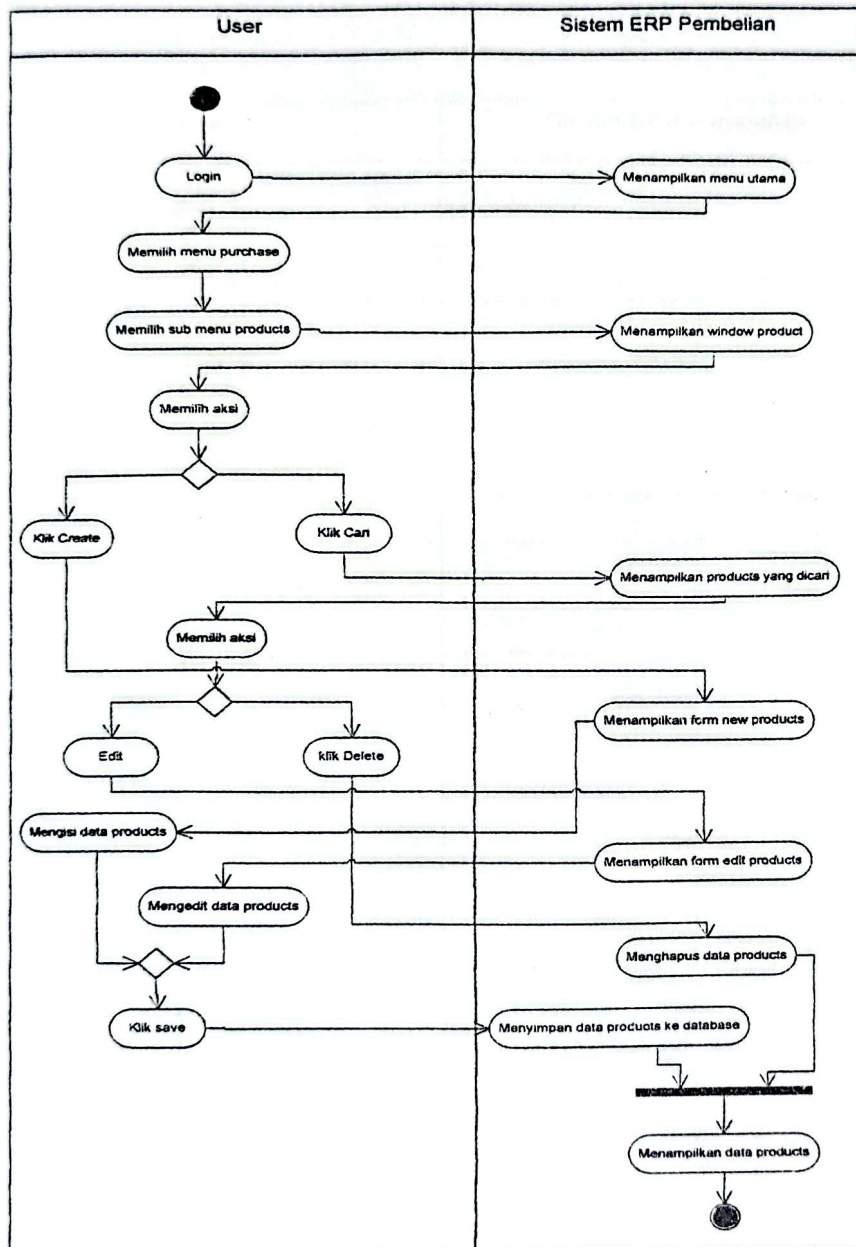 User
Sistem ERP Pembelian
Login
Menampilkan menu utama
Memilih menu purchase
Memilih sub menu products
Menampilkan window product
Memilih aksi
Klik Create
Klik Cari
Menampilkan products yang dicari
Memilih aksi
Menampilkan form new products
Edit
klik Delete
Mengisi data products
Menampilkan form edit products
Mengedit data products
Menghapus data products
Klik save
Menyimpan data products ke database
Menampilkan data products